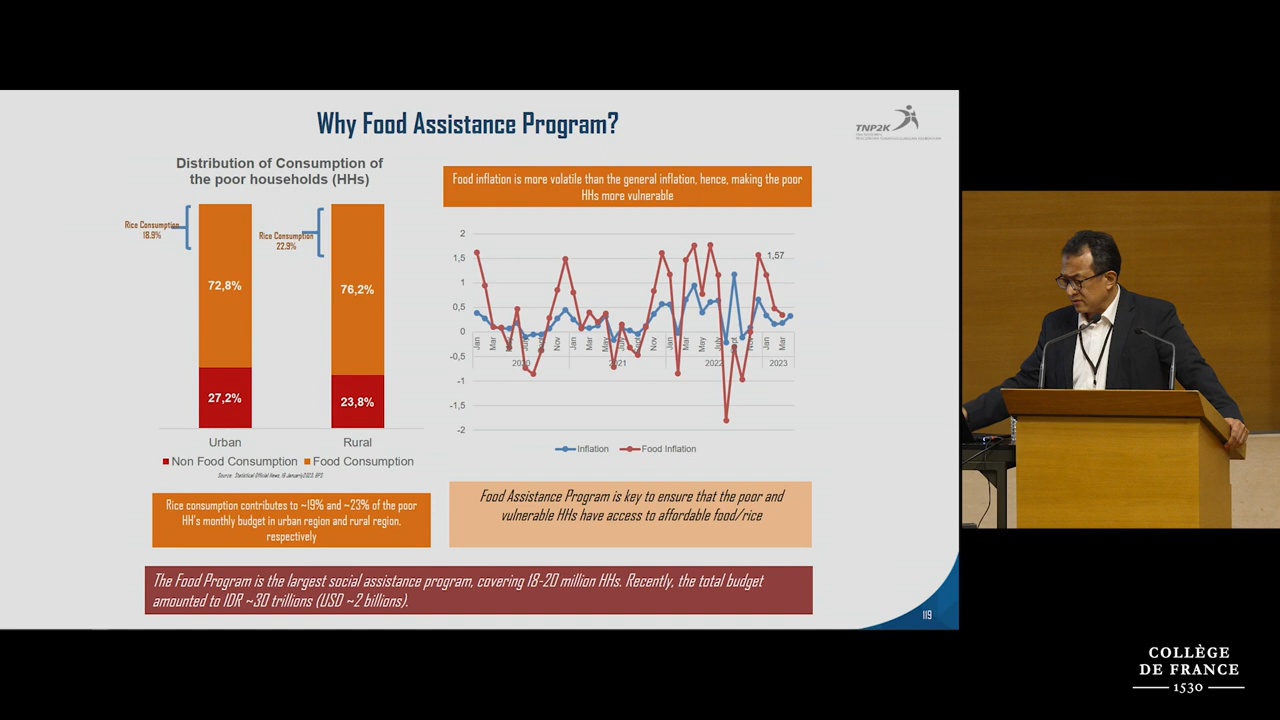 Why Food Assistance Program?
TNP2K
Distribution of Consumption of
the poor households (HHs)
Rice Consumption
18.9%
Rice Consumption
22.9%
72,8%
76,2%
27,2%
23,8%
Urban
Rural
Non Food Consumption
Food Consumption
Source: Statistical Official News, 16 January 2023, BPS
Rice consumption contributes to ~19% and ~23% of the poor
HH's monthly budget in urban region and rural region.
respectively
Food inflation is more volatile than the general inflation, hence, making the poor
HHs more vulnerable
2
1,5
1
0,5
0
-0,5
-1
-1,5
-2
1,57
Jan
Mar
May
July
Sept
Nov
Jan
Mar
May
July
Sept
Nov
Jan
Mar
May
July
Sept
Nov
Jan
Mar
2020
2021
2022
2023
Inflation
Food Inflation
Food Assistance Program is key to ensure that the poor and
vulnerable HHs have access to affordable food/rice
The Food Program is the largest social assistance program, covering 18-20 million HHs. Recently, the total budget
amounted to IDR ~30 trillions (USD ~2 billions).
119
COLLÈGE
DE FRANCE
1530